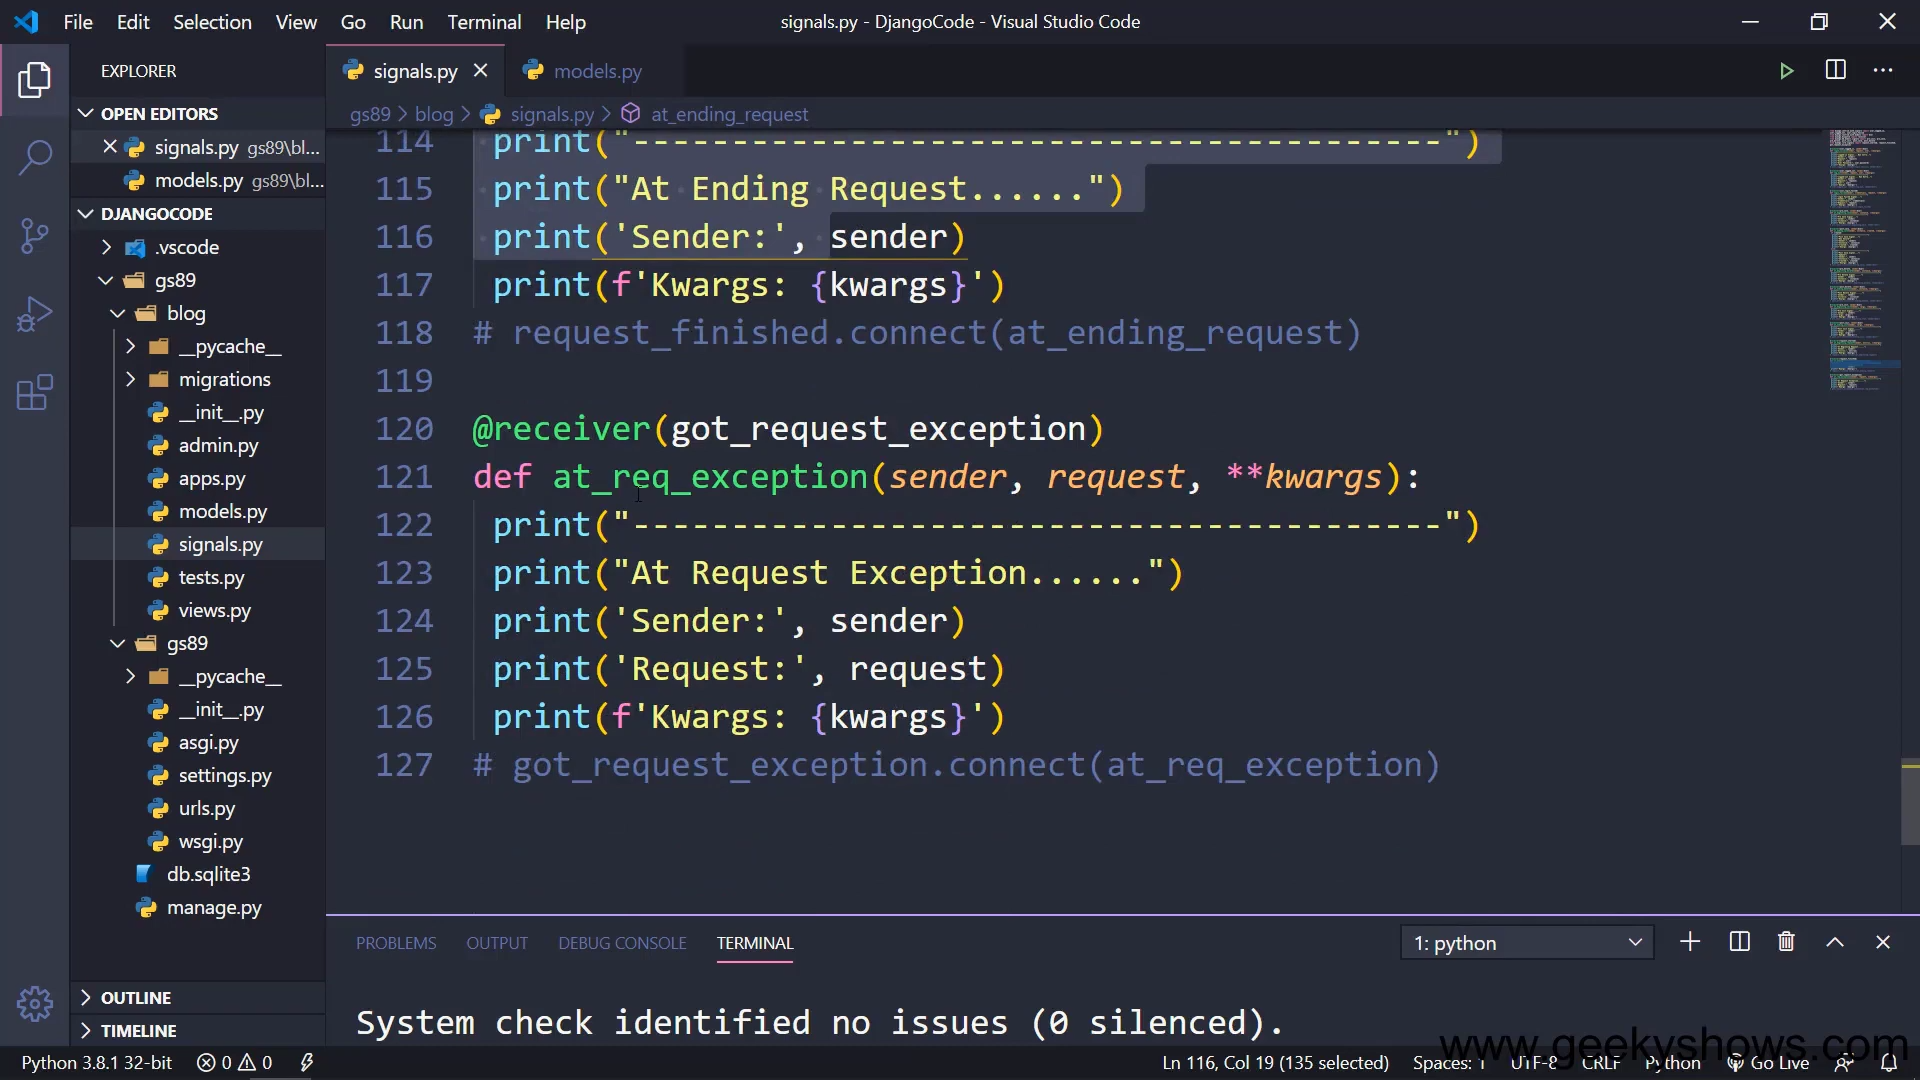 File Edit Selection View Go Run Terminal Help
signals.py - DjangoCode - Visual Studio Code
EXPLORER
OPEN EDITORS
signals.py gs89\bl...
models.py gs89\bl...
DJANGOCODE
.vscode
gs89
blog
__pycache__
migrations
__init__.py
admin.py
apps.py
models.py
signals.py
tests.py
views.py
gs89
__pycache__
__init__.py
asgi.py
settings.py
urls.py
wsgi.py
db.sqlite3
manage.py
OUTLINE
TIMELINE
signals.py models.py
gs89 > blog > signals.py > at_ending_request
114 print("-----------------------------------------")
115 print("At Ending Request......")
116 print('Sender:', sender)
117 print(f'Kwargs: {kwargs}')
118 # request_finished.connect(at_ending_request)
119
120 @receiver(got_request_exception)
121 def at_req_exception(sender, request, **kwargs):
122 print("-----------------------------------------")
123 print("At Request Exception......")
124 print('Sender:', sender)
125 print('Request:', request)
126 print(f'Kwargs: {kwargs}')
127 # got_request_exception.connect(at_req_exception)
PROBLEMS OUTPUT DEBUG CONSOLE TERMINAL
1: python
System check identified no issues (0 silenced).
www.geekyshows.com
Python 3.8.1 32-bit 0 0
Ln 116, Col 19 (135 selected) Spaces: 1 UTF-8 CRLF Python Go Live